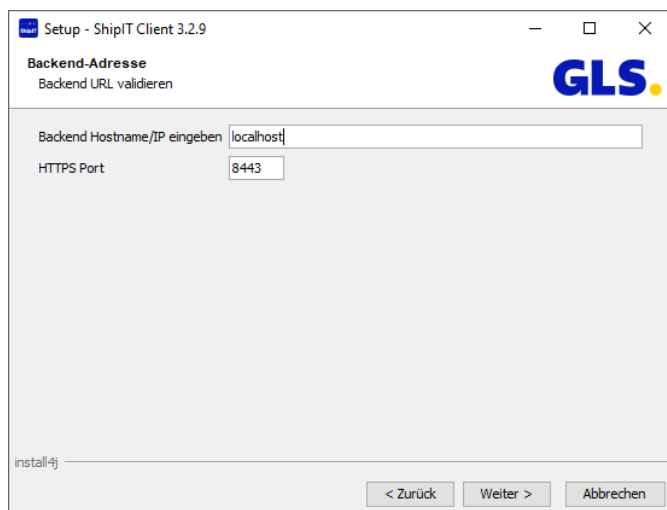 ShipIT Setup - ShipIT Client 3.2.9
Backend-Adresse
Backend URL validieren
GLS.
Backend Hostname/IP eingeben localhost
HTTPS Port 8443
install4j
< Zurück Weiter > Abbrechen